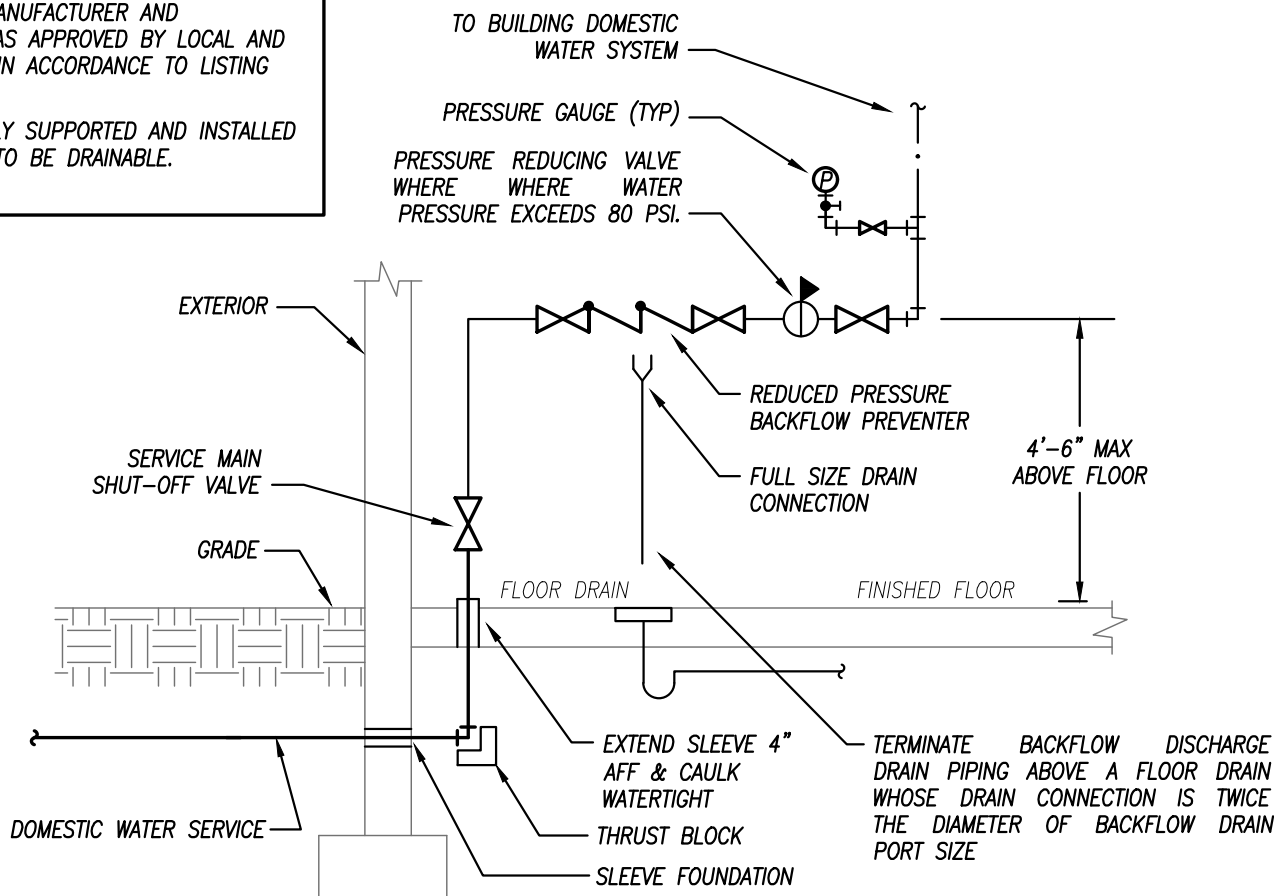 AS APPROVED BY LOCAL AND
IN ACCORDANCE TO LISTING
SUPPORTED AND INSTALLED
TO BE DRAINABLE.
TO BUILDING DOMESTIC
WATER SYSTEM
PRESSURE GAUGE (TYP)
P
PRESSURE REDUCING VALVE
WHERE WHERE WATER
PRESSURE EXCEEDS 80 PSI.
EXTERIOR
REDUCED PRESSURE
BACKFLOW PREVENTER
4'-6" MAX
ABOVE FLOOR
SERVICE MAIN
SHUT-OFF VALVE
FULL SIZE DRAIN
CONNECTION
GRADE
FLOOR DRAIN
FINISHED FLOOR
EXTEND SLEEVE 4"
AFF & CAULK
WATERTIGHT
TERMINATE BACKFLOW DISCHARGE
DRAIN PIPING ABOVE A FLOOR DRAIN
WHOSE DRAIN CONNECTION IS TWICE
THE DIAMETER OF BACKFLOW DRAIN
PORT SIZE
DOMESTIC WATER SERVICE
THRUST BLOCK
SLEEVE FOUNDATION